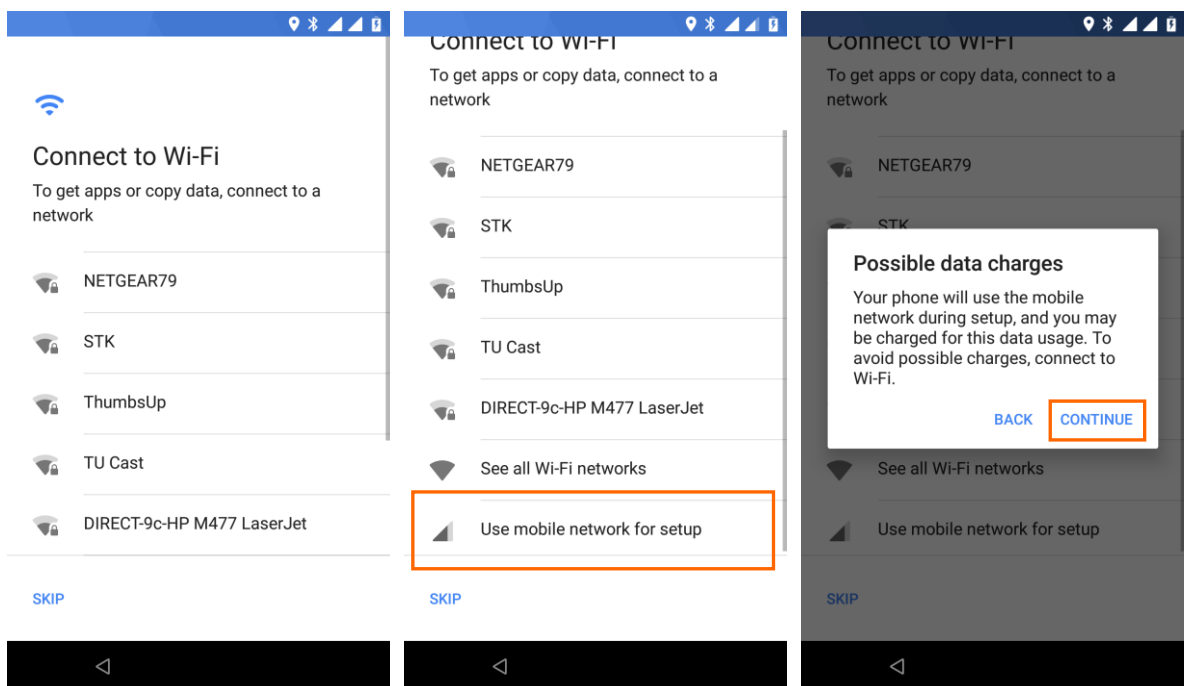 Connect to Wi-Fi
To get apps or copy data, connect to a
network
NETGEAR79
STK
ThumbsUp
TU Cast
DIRECT-9c-HP M477 LaserJet
SKIP
Connect to Wi-Fi
To get apps or copy data, connect to a
network
NETGEAR79
STK
ThumbsUp
TU Cast
DIRECT-9c-HP M477 LaserJet
See all Wi-Fi networks
Use mobile network for setup
SKIP
Connect to Wi-Fi
To get apps or copy data, connect to a
network
NETGEAR79
STK
Possible data charges
Your phone will use the mobile
network during setup, and you may
be charged for this data usage. To
avoid possible charges, connect to
Wi-Fi.
BACK CONTINUE
See all Wi-Fi networks
Use mobile network for setup
SKIP